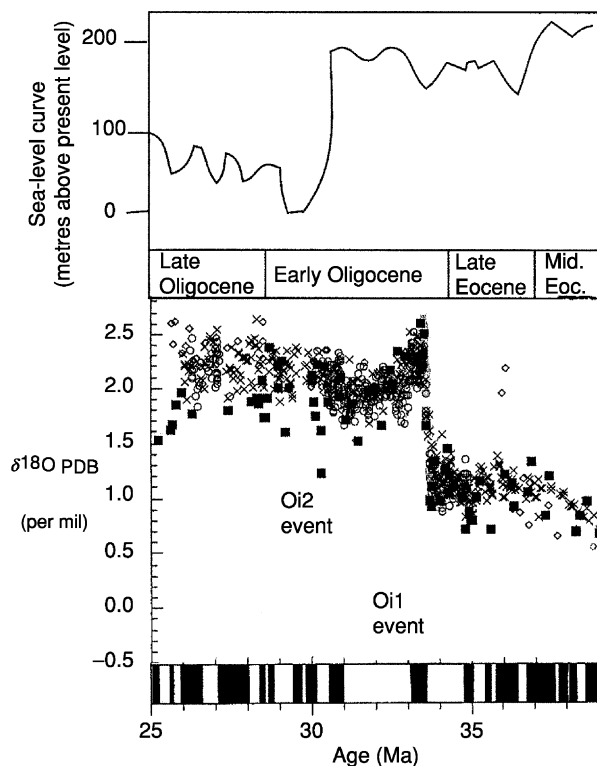 Sea-level curve
(metres above present level)
200
100
0
Late
Oligocene
Early Oligocene
Late
Eocene
Mid.
Eoc.
2.5
2.0
1.5
1.0
0.5
0.0
–0.5
δ18O PDB
(per mil)
Oi2
event
Oi1
event
25
30
35
Age (Ma)